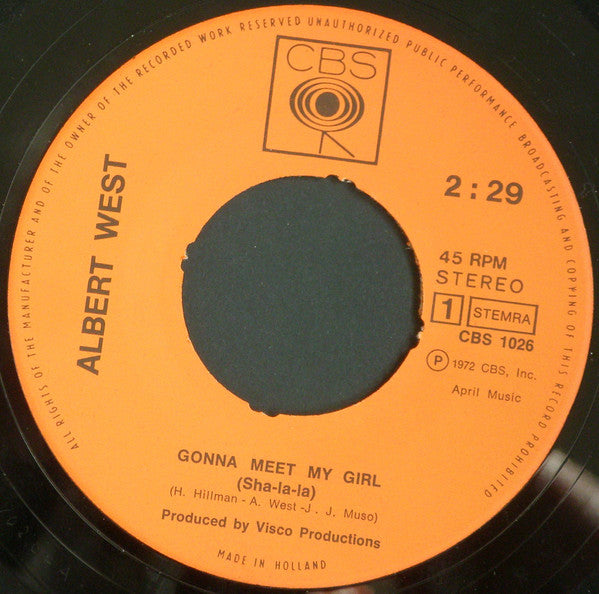 ALL RIGHTS OF THE MANUFACTURER AND OF THE OWNER OF THE RECORDED WORK RESERVED UNAUTHORIZED PUBLIC PERFORMANCE BROADCASTING AND COPYING OF THIS RECORD PROHIBITED
CBS
ALBERT WEST
2:29
45 RPM
STEREO
1 STEMRA
CBS 1026
Ⓟ 1972 CBS, Inc.
April Music
GONNA MEET MY GIRL
(Sha-la-la)
(H. Hillman - A. West - J. J. Muso)
Produced by Visco Productions
MADE IN HOLLAND